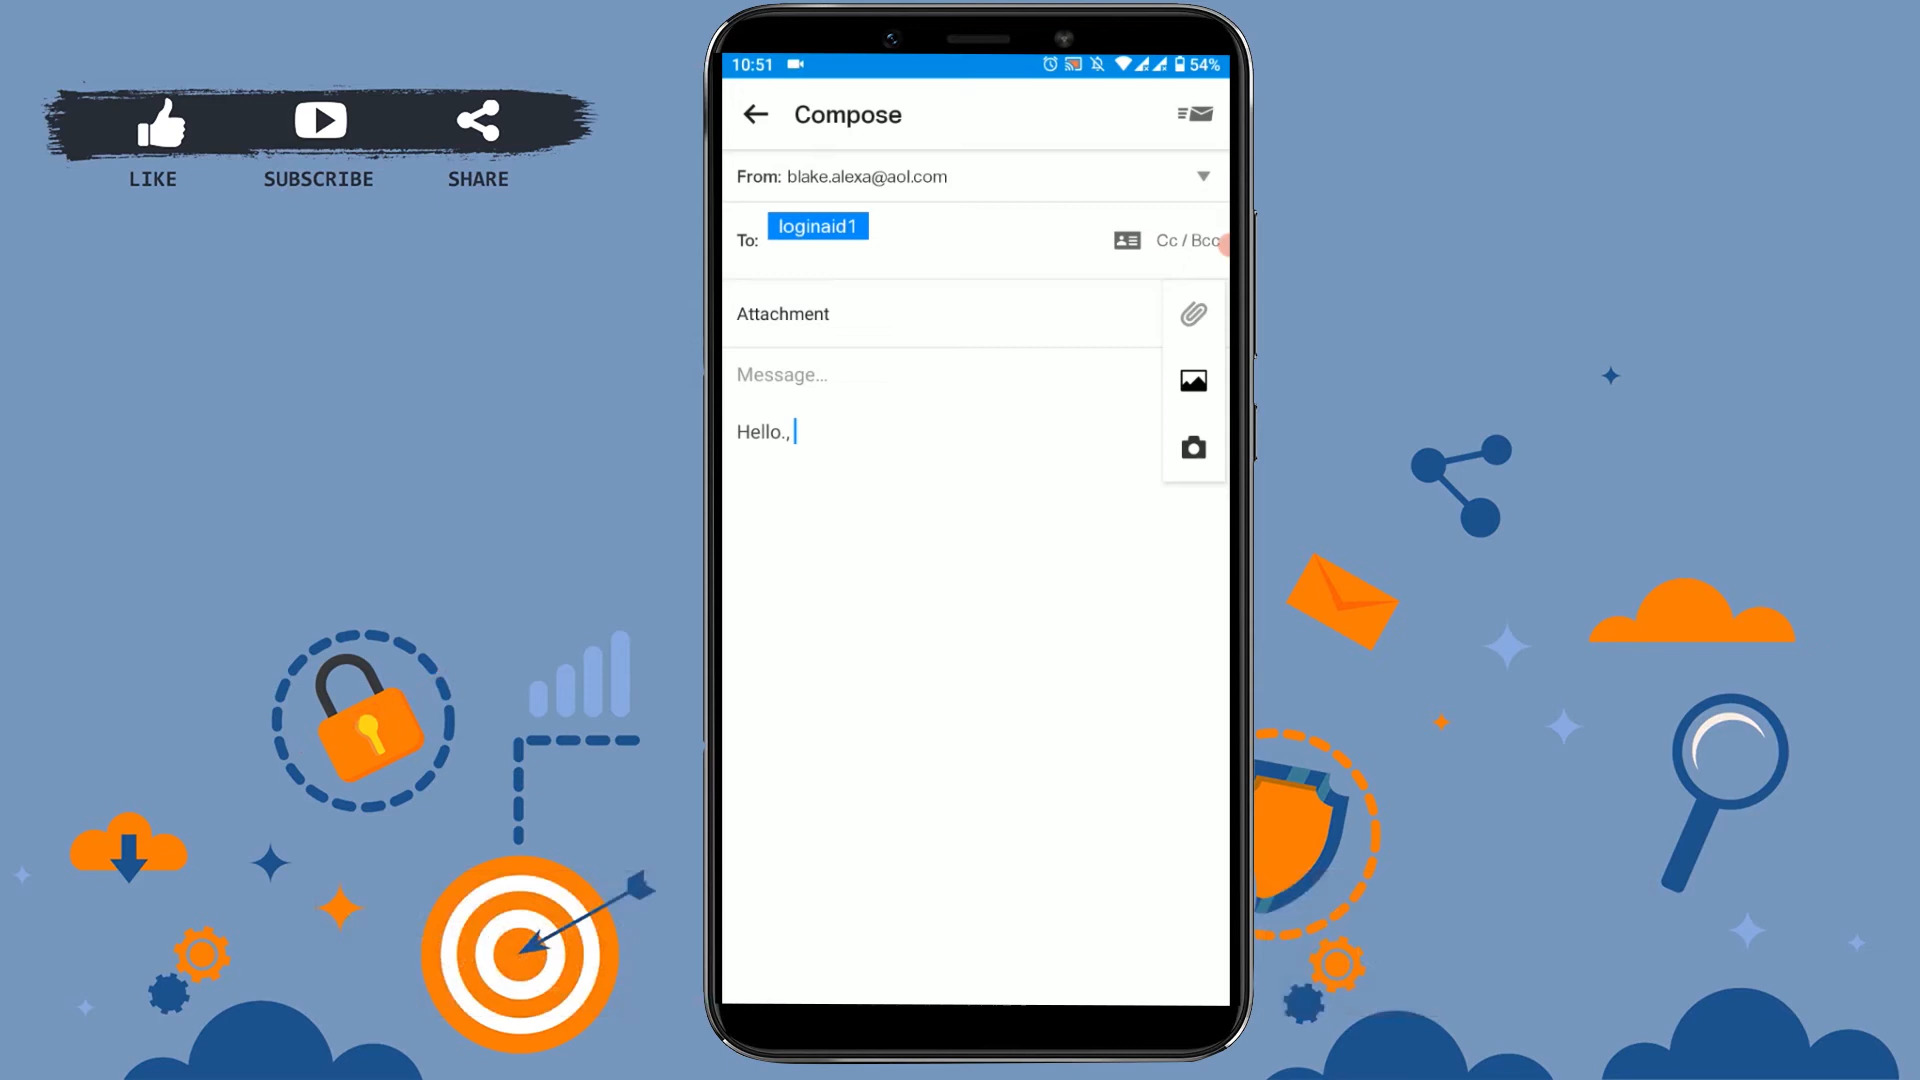 LIKE
SUBSCRIBE
SHARE
10:51
54%
Compose
From: blake.alexa@aol.com
To: loginaid1
Cc / Bcc
Attachment
Message...
Hello.,